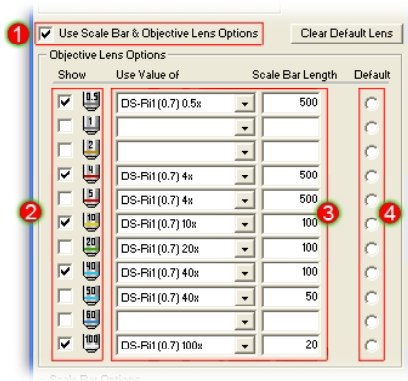 1 Use Scale Bar & Objective Lens Options Clear Default Lens
Objective Lens Options
Show Use Value of Scale Bar Length Default
0.5 DS-Ri1(0.7) 0.5x 500
1
2
4 DS-Ri1(0.7) 4x 500
5 DS-Ri1(0.7) 4x 500
2 10 DS-Ri1(0.7) 10x 100 3 4
20 DS-Ri1(0.7) 20x 100
40 DS-Ri1(0.7) 40x 100
50 DS-Ri1(0.7) 40x 50
60
100 DS-Ri1(0.7) 100x 20
Scale Bar Options